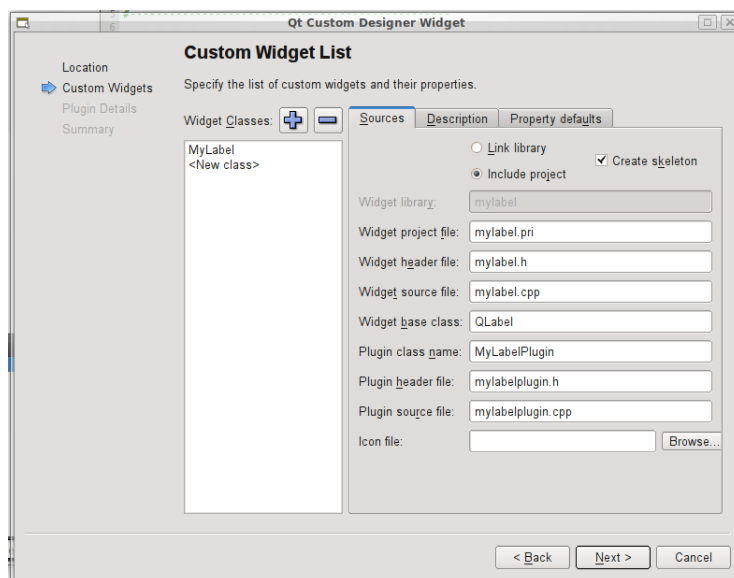 5
6
Qt Custom Designer Widget
Custom Widget List
Location
Custom Widgets
Plugin Details
Summary
Specify the list of custom widgets and their properties.
Widget Classes:
MyLabel
<New class>
Sources Description Property defaults
Link library
Include project
Create skeleton
Widget library: mylabel
Widget project file: mylabel.pri
Widget header file: mylabel.h
Widget source file: mylabel.cpp
Widget base class: QLabel
Plugin class name: MyLabelPlugin
Plugin header file: mylabelplugin.h
Plugin source file: mylabelplugin.cpp
Icon file: Browse...
< Back Next > Cancel